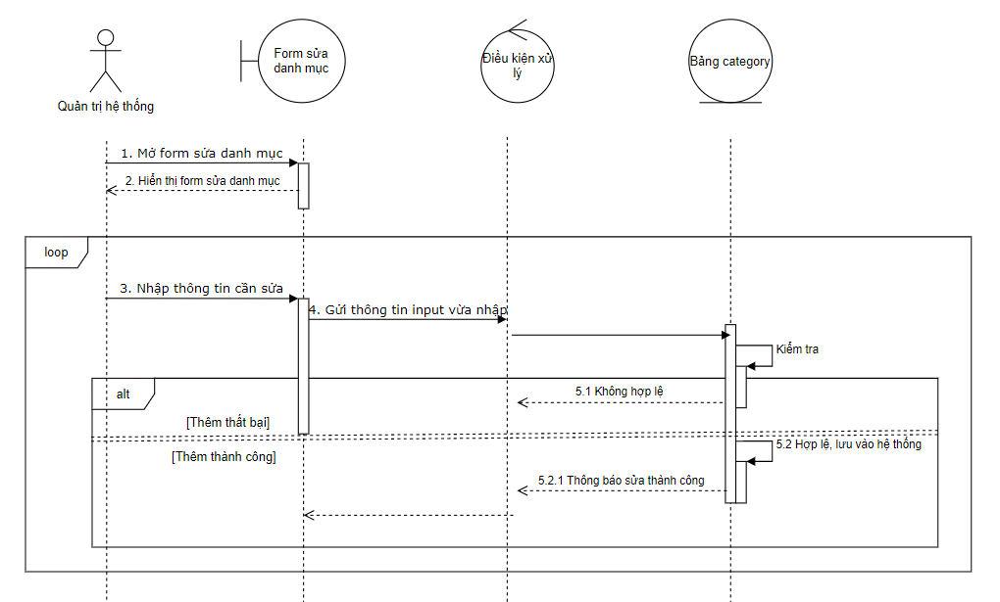 Form sửa
danh mục
Điều kiện xử
lý
Bảng category
Quản trị hệ thống
1. Mở form sửa danh mục
2. Hiển thị form sửa danh mục
loop
3. Nhập thông tin cần sửa
4. Gửi thông tin input vừa nhập
Kiểm tra
alt
5.1 Không hợp lệ
[Thêm thất bại]
5.2 Hợp lệ, lưu vào hệ thống
[Thêm thành công]
5.2.1 Thông báo sửa thành công